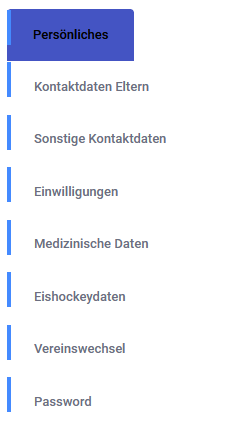 Persönliches
Kontaktdaten Eltern
Sonstige Kontaktdaten
Einwilligungen
Medizinische Daten
Eishockeydaten
Vereinswechsel
Password